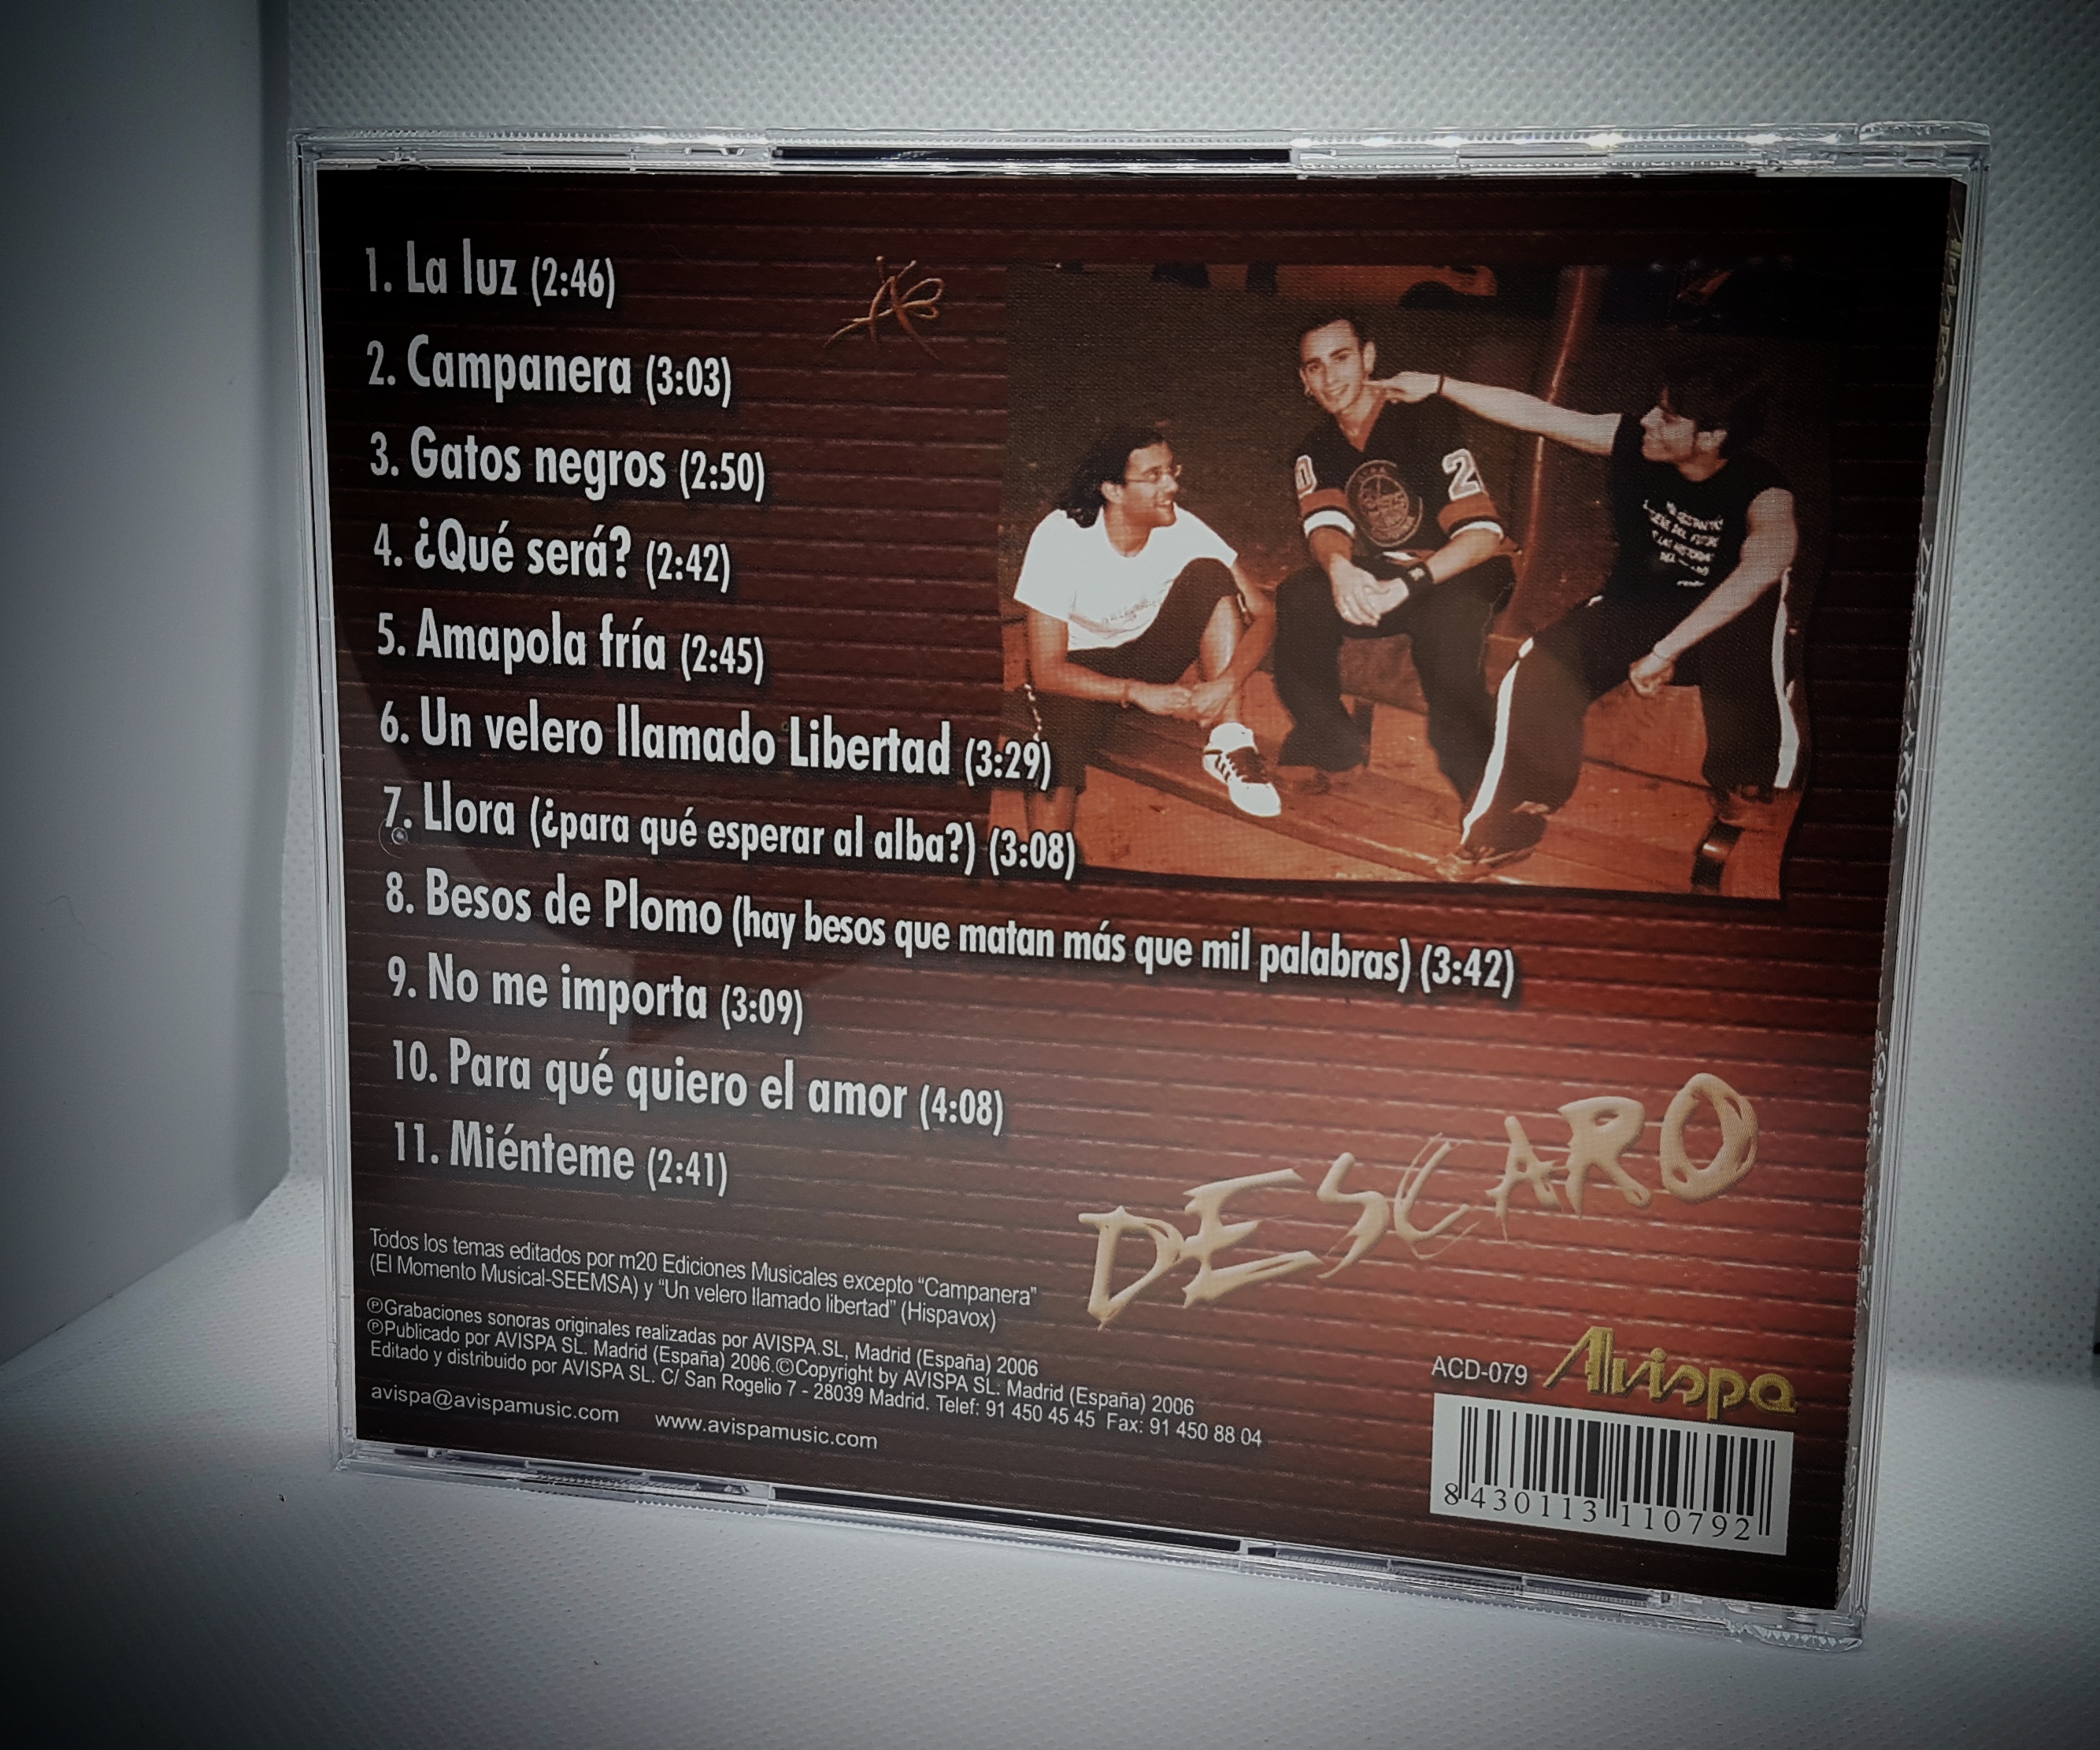 1. La luz (2:46)
2. Campanera (3:03)
3. Gatos negros (2:50)
4. ¿Qué será? (2:42)
5. Amapola fría (2:45)
6. Un velero llamado Libertad (3:29)
7. Llora (¿para qué esperar al alba?) (3:08)
8. Besos de Plomo (hay besos que matan más que mil palabras) (3:42)
9. No me importa (3:09)
10. Para qué quiero el amor (4:08)
11. Miénteme (2:41)
2
DESCARO
Todos los temas editados por m20 Ediciones Musicales excepto "Campanera"
(El Momento Musical-SEEMSA) y "Un velero llamado libertad" (Hispavox)
℗Grabaciones sonoras originales realizadas por AVISPA.SL, Madrid (España) 2006
℗Publicado por AVISPA SL. Madrid (España) 2006.©Copyright by AVISPA SL. Madrid (España) 2006
Editado y distribuido por AVISPA SL. C/ San Rogelio 7 - 28039 Madrid. Telef: 91 450 45 45 Fax: 91 450 88 04
avispa@avispamusic.com www.avispamusic.com
ACD-079 Avispa
8 430113 110792
DESCARO